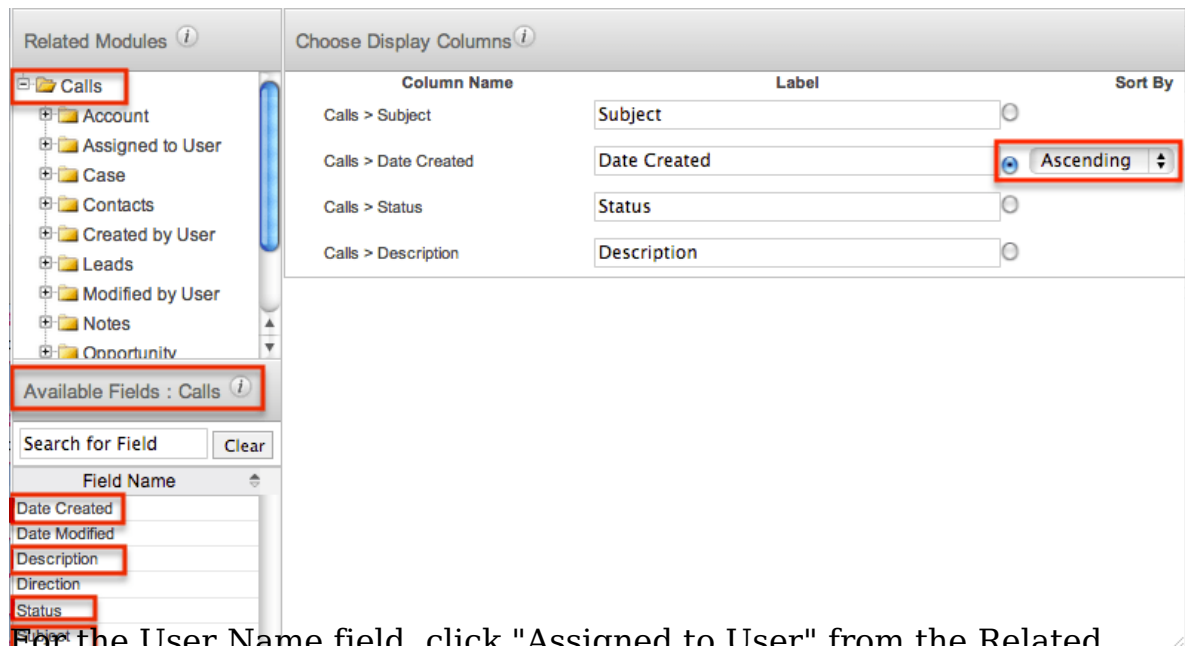 Related Modules i
Choose Display Columns i
Calls
Account
Assigned to User
Case
Contacts
Created by User
Leads
Modified by User
Notes
Opportunity
Column Name Label Sort By
Calls > Subject Subject
Calls > Date Created Date Created Ascending
Calls > Status Status
Calls > Description Description
Available Fields : Calls i
Search for Field Clear
Field Name
Date Created
Date Modified
Description
Direction
Status
Subject
For the User Name field, click "Assigned to User" from the Related